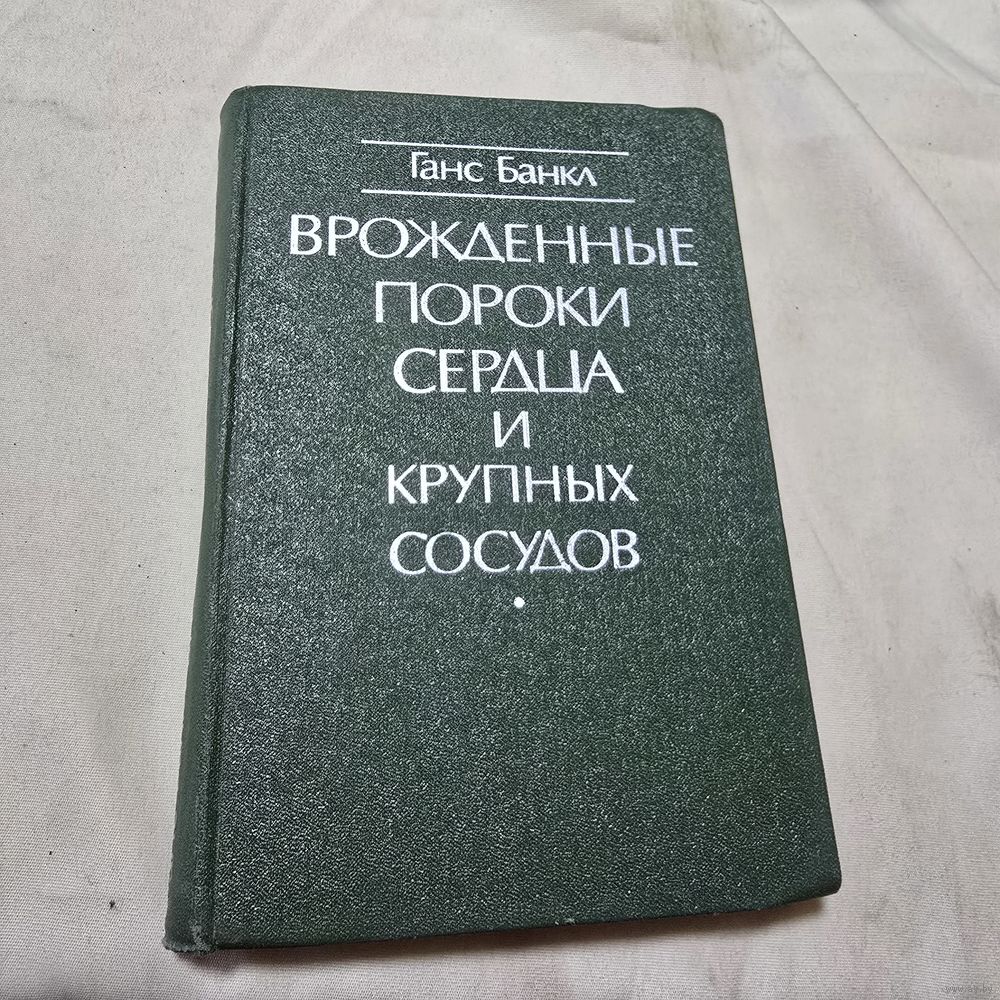 Ганс Банкл
ВРОЖДЕННЫЕ
ПОРОКИ
СЕРДЦА
И
КРУПНЫХ
СОСУДОВ